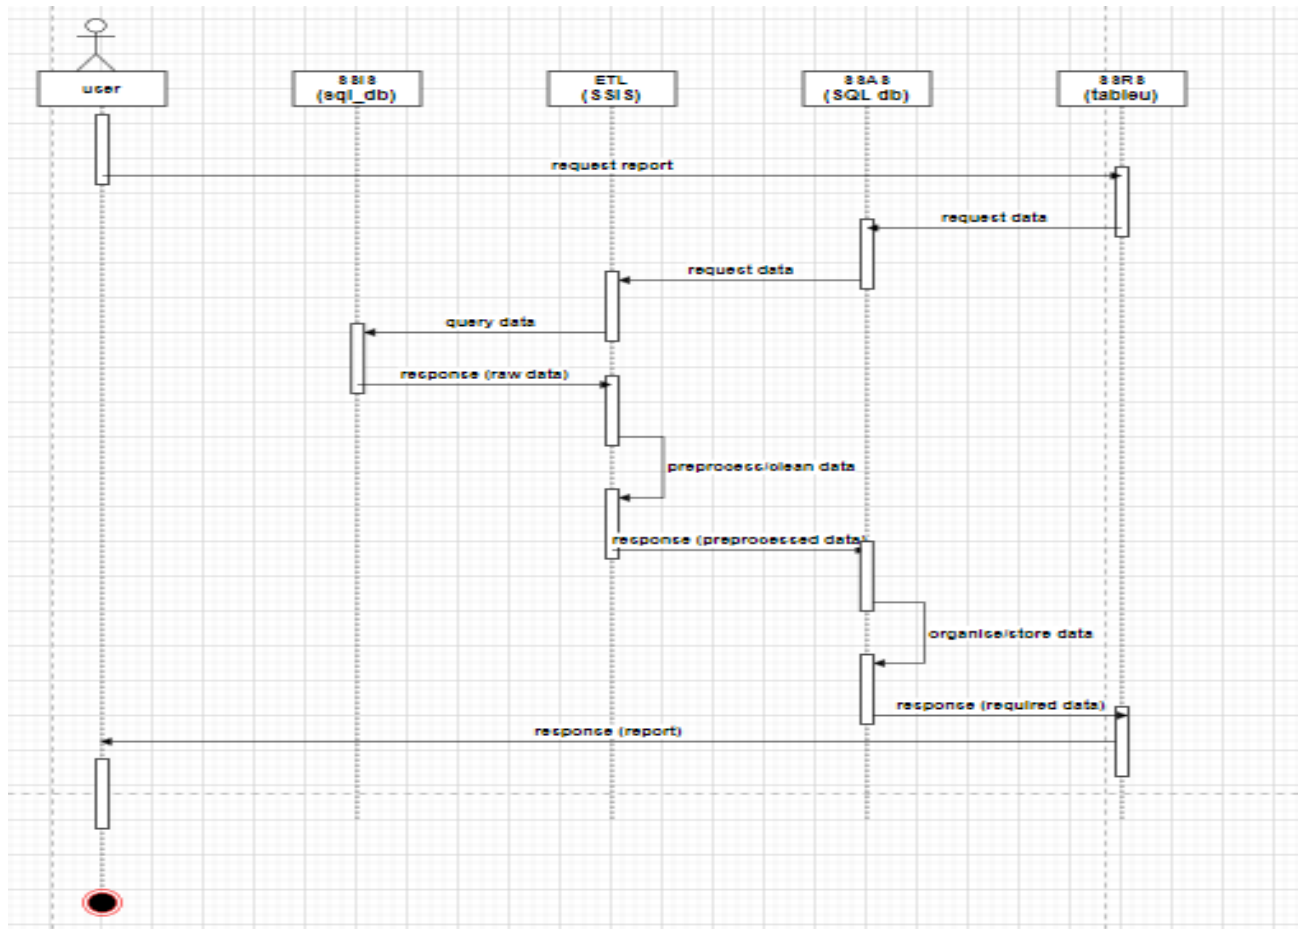 user
SSIS
(sql_db)
ETL
(SSIS)
SSAS
(SQL db)
SSRS
(tableu)
request report
request data
request data
query data
response (raw data)
preprocess/clean data
response (preprocessed data)
organise/store data
response (required data)
response (report)